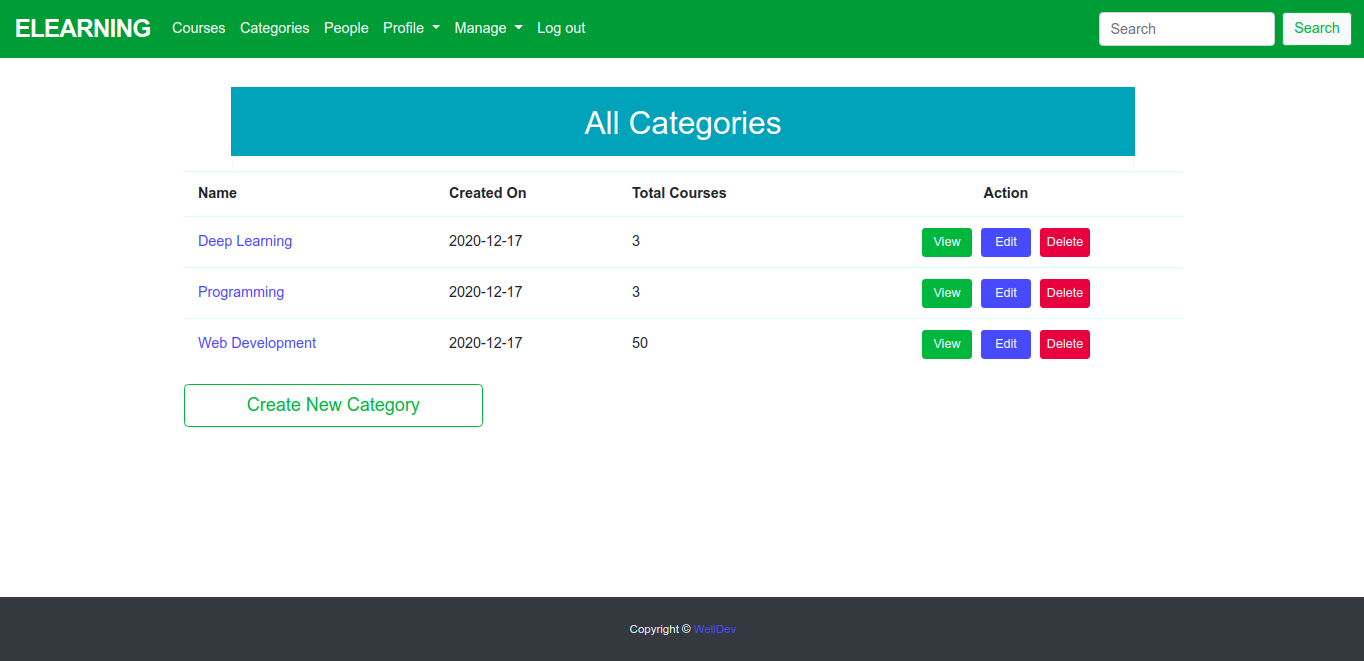 ELEARNING Courses Categories People Profile Manage Log out Search Search
All Categories
Name Created On Total Courses Action
Deep Learning 2020-12-17 3 View Edit Delete
Programming 2020-12-17 3 View Edit Delete
Web Development 2020-12-17 50 View Edit Delete
Create New Category
Copyright © WellDev